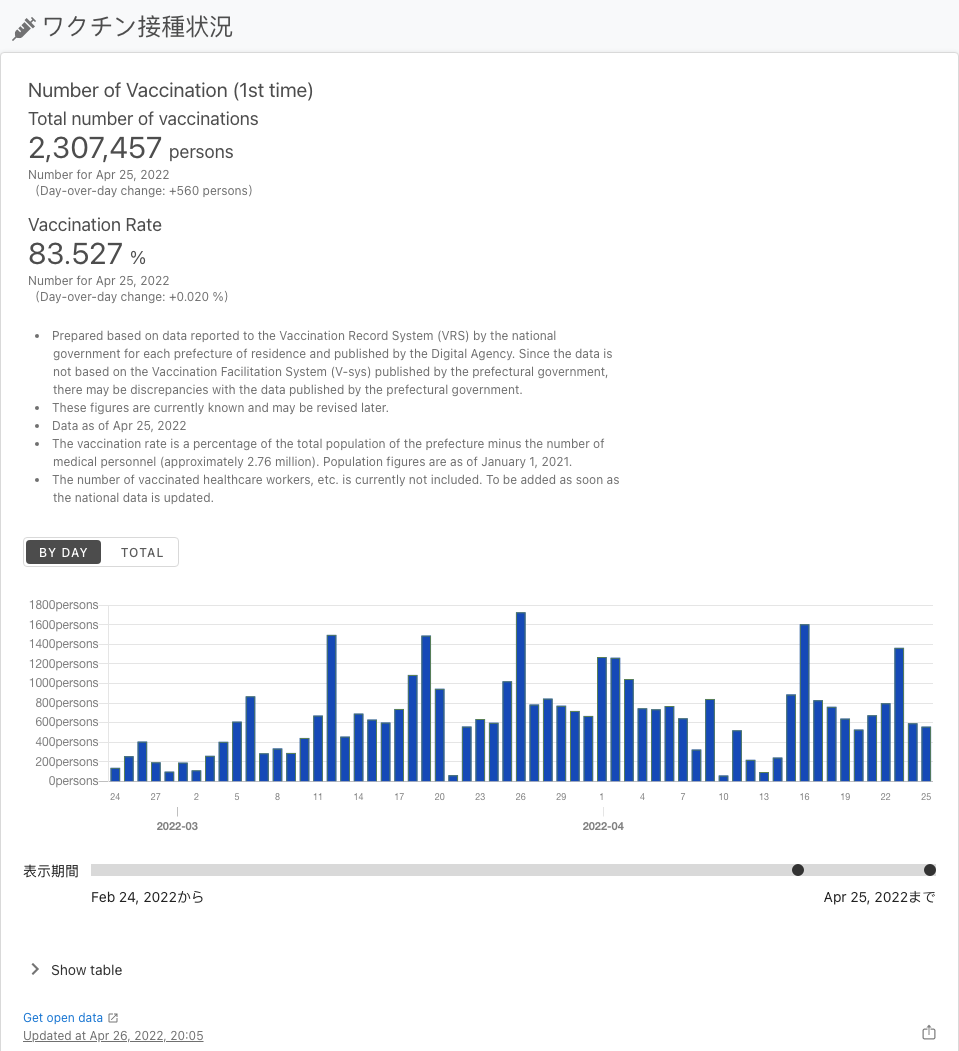 ワクチン接種状況
Number of Vaccination (1st time)
Total number of vaccinations
2,307,457 persons
Number for Apr 25, 2022
(Day-over-day change: +560 persons)
Vaccination Rate
83.527 %
Number for Apr 25, 2022
(Day-over-day change: +0.020 %)
• Prepared based on data reported to the Vaccination Record System (VRS) by the national
government for each prefecture of residence and published by the Digital Agency. Since the data is
not based on the Vaccination Facilitation System (V-sys) published by the prefectural government,
there may be discrepancies with the data published by the prefectural government.
• These figures are currently known and may be revised later.
• Data as of Apr 25, 2022
• The vaccination rate is a percentage of the total population of the prefecture minus the number of
medical personnel (approximately 2.76 million). Population figures are as of January 1, 2021.
• The number of vaccinated healthcare workers, etc. is currently not included. To be added as soon as
the national data is updated.
BY DAY TOTAL
1800persons
1600persons
1400persons
1200persons
1000persons
800persons
600persons
400persons
200persons
0persons
24 27 2 5 8 11 14 17 20 23 26 29 1 4 7 10 13 16 19 22 25
2022-03 2022-04
表示期間
Feb 24, 2022から Apr 25, 2022まで
Show table
Get open data
Updated at Apr 26, 2022, 20:05